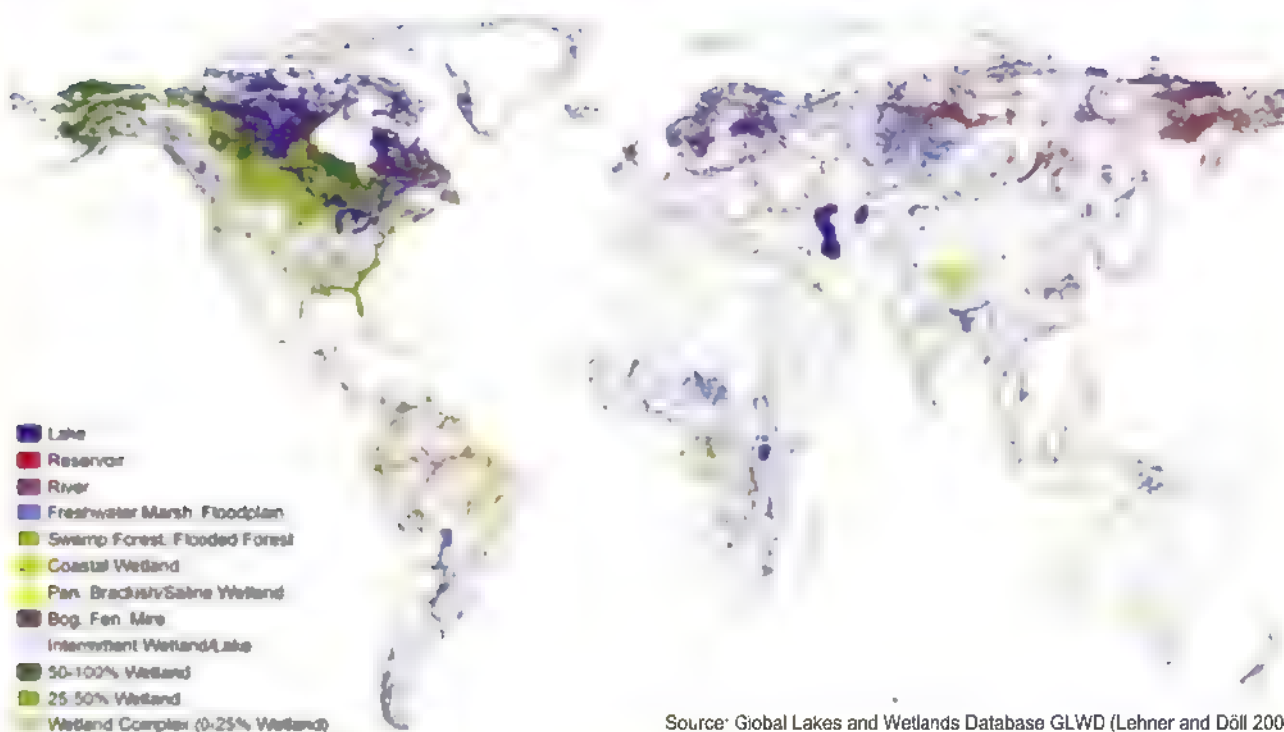 Lake
Reservoir
River
Freshwater Marsh, Floodplain
Swamp Forest, Flooded Forest
Coastal Wetland
Pan, Brackish/Saline Wetland
Bog, Fen, Mire
Intermittent Wetland/Lake
50-100% Wetland
25-50% Wetland
Wetland Complex (0-25% Wetland)
Source: Global Lakes and Wetlands Database GLWD (Lehner and Döll 200